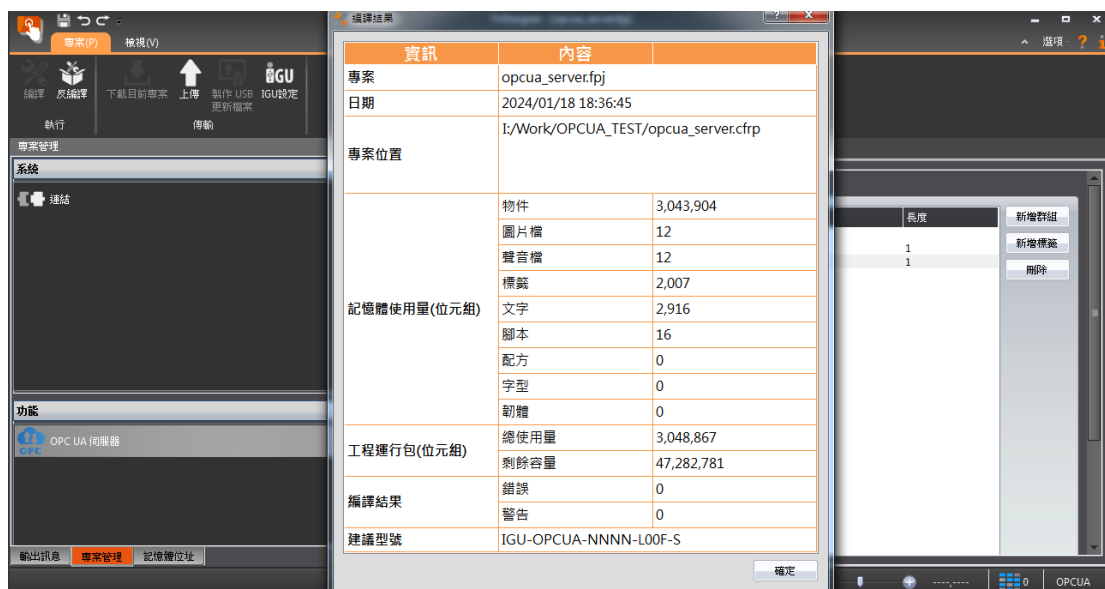 編譯結果
專案(P) 檢視(V)
選項
編譯 反編譯 下載目前專案 上傳 製作 USB 更新檔案 IGU設定
執行 傳輸
IGU
專案管理
系統
連結
功能
OPC UA 伺服器
OPC
輸出訊息 專案管理 記憶體位址
資訊 內容
專案 opcua_server.fpj
日期 2024/01/18 18:36:45
專案位置 I:/Work/OPCUA_TEST/opcua_server.cfrp
記憶體使用量(位元組)
物件 3,043,904
圖片檔 12
聲音檔 12
標籤 2,007
文字 2,916
腳本 16
配方 0
字型 0
韌體 0
工程運行包(位元組)
總使用量 3,048,867
剩餘容量 47,282,781
編譯結果
錯誤 0
警告 0
建議型號 IGU-OPCUA-NNNN-L00F-S
確定
長度
1
1
新增群組
新增標籤
刪除
----,---- 0 OPCUA